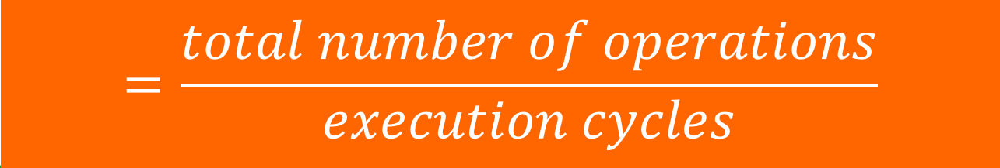 total number of operations
=
execution cycles